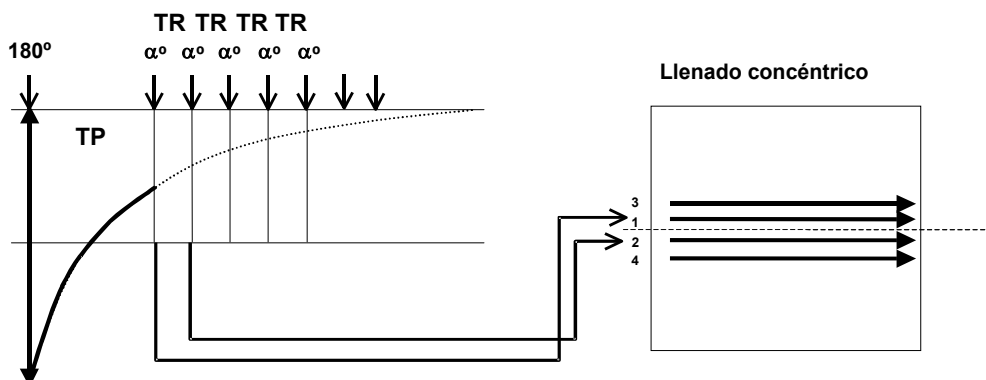 TR TR TR TR
180º αº αº αº αº αº
Llenado concéntrico
TP
3
1
2
4